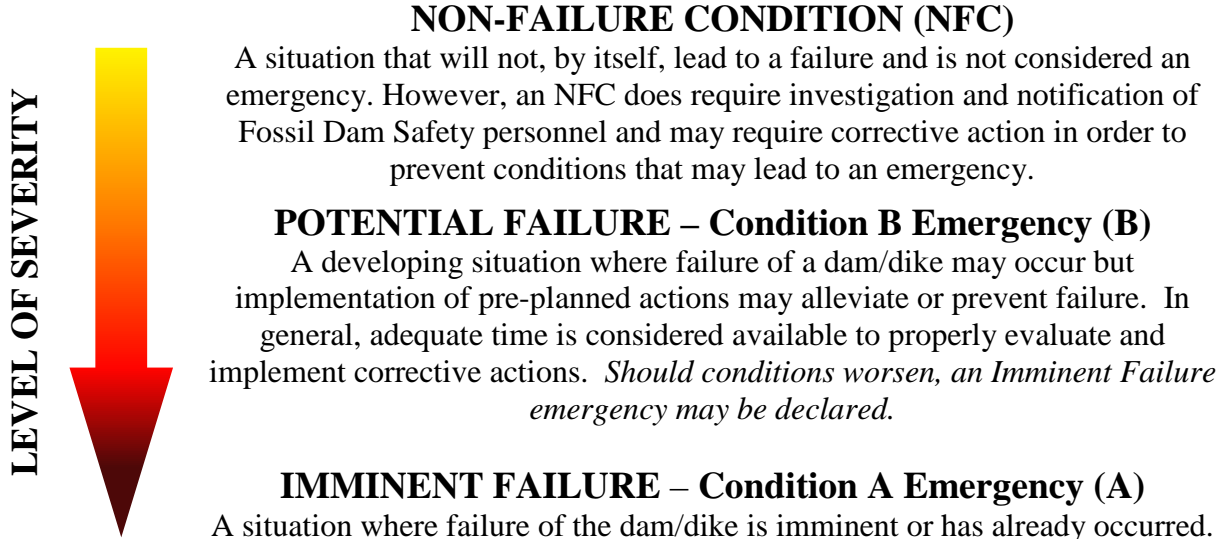 LEVEL OF SEVERITY
NON-FAILURE CONDITION (NFC)
A situation that will not, by itself, lead to a failure and is not considered an
emergency. However, an NFC does require investigation and notification of
Fossil Dam Safety personnel and may require corrective action in order to
prevent conditions that may lead to an emergency.
POTENTIAL FAILURE – Condition B Emergency (B)
A developing situation where failure of a dam/dike may occur but
implementation of pre-planned actions may alleviate or prevent failure.  In
general, adequate time is considered available to properly evaluate and
implement corrective actions.  Should conditions worsen, an Imminent Failure
emergency may be declared.
IMMINENT FAILURE – Condition A Emergency (A)
A situation where failure of the dam/dike is imminent or has already occurred.